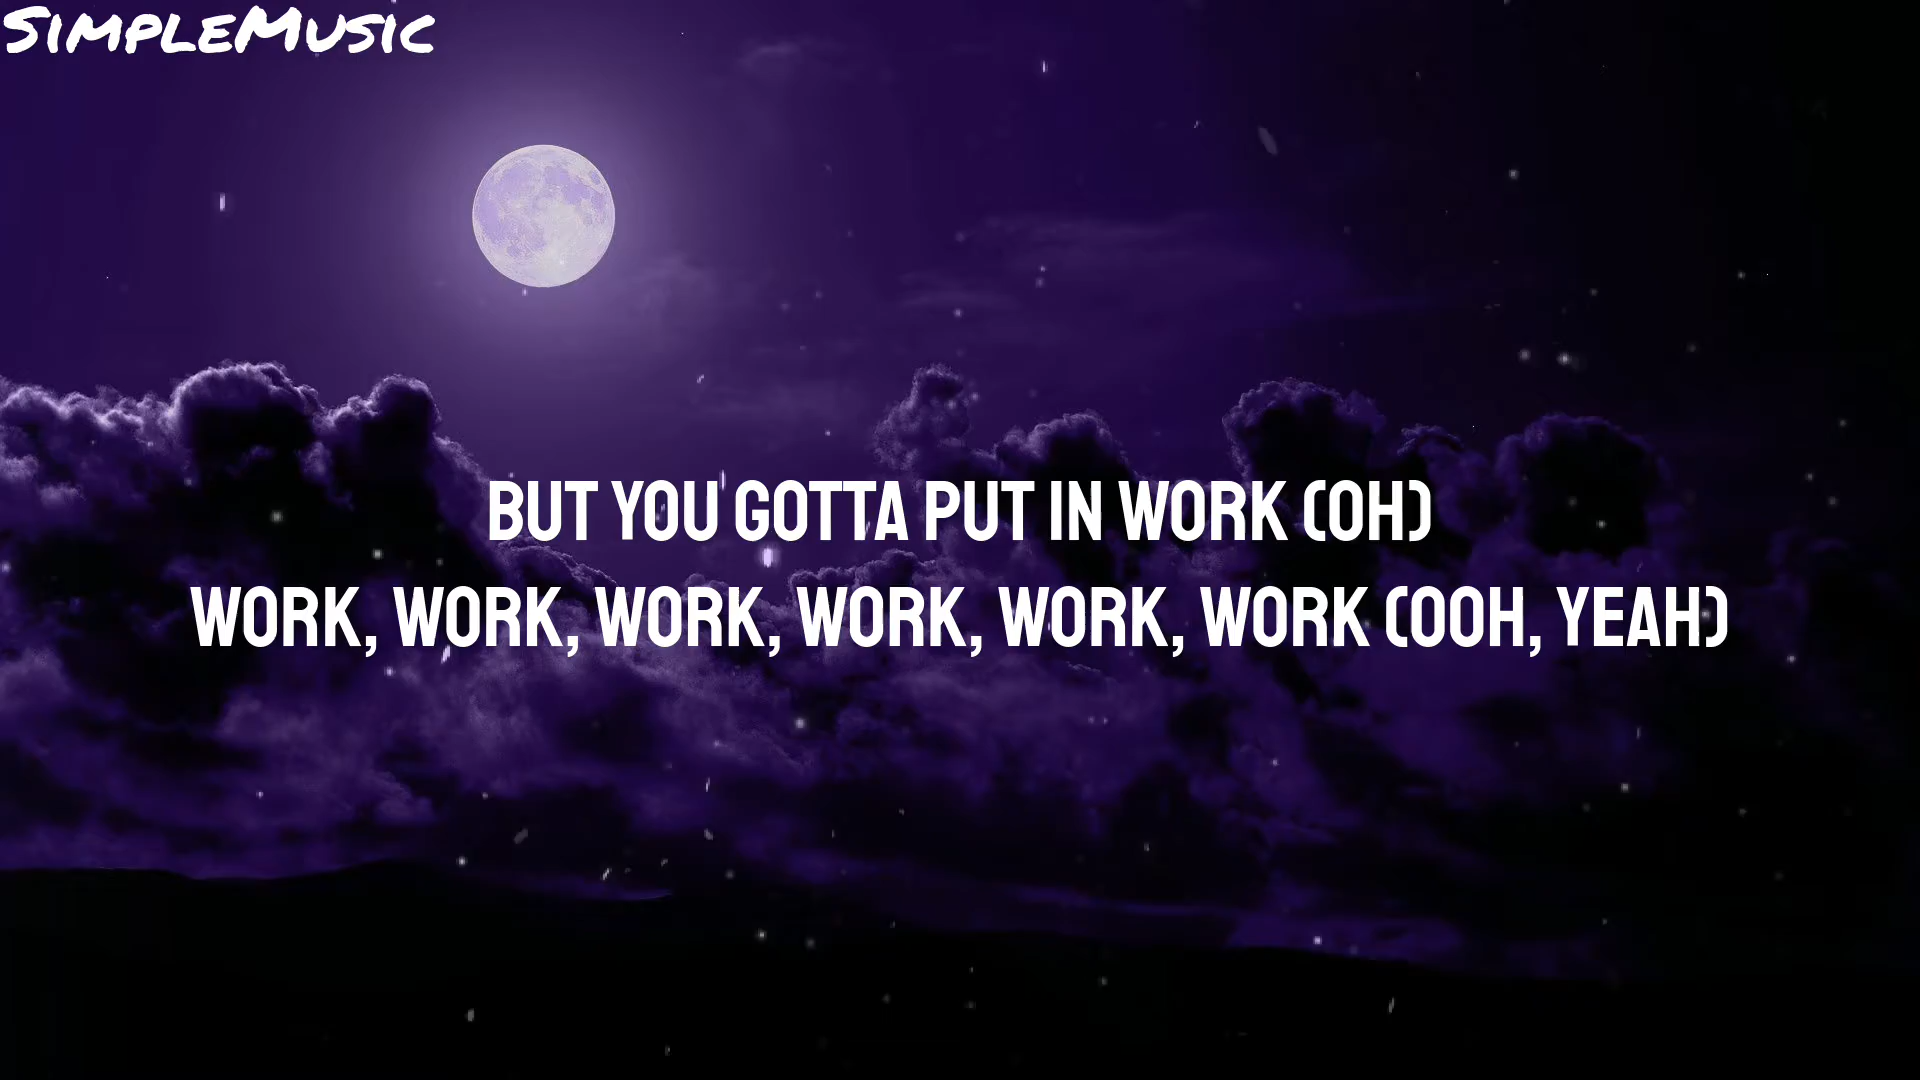 SIMPLEMUSIC
BUT YOU GOTTA PUT IN WORK (OH)
WORK, WORK, WORK, WORK, WORK, WORK (OOH, YEAH)